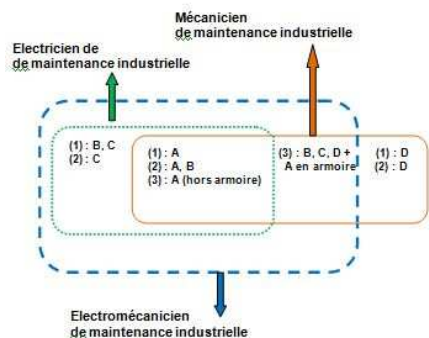 Mécanicien
de maintenance industrielle
Electricien de
de maintenance industrielle
(1) : B, C
(2) : C
(1) : A
(2) : A, B
(3) : A (hors armoire)
(3) : B, C, D +
A en armoire
(1) : D
(2) : D
Electromécanicien
de maintenance industrielle